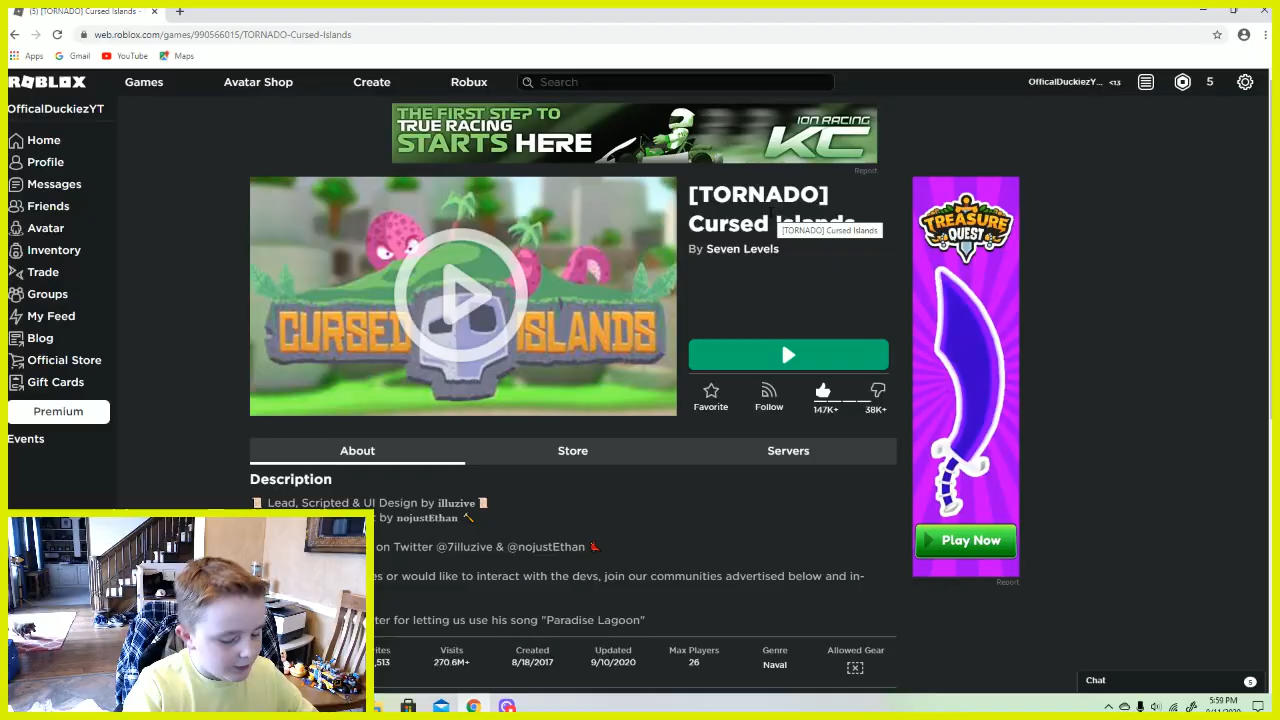 (5) [TORNADO] Cursed Islands -
web.roblox.com/games/990566015/TORNADO-Cursed-Islands
Apps Gmail YouTube Maps
ROBLOX Games Avatar Shop Create Robux Search OfficalDuckiezY... <13 5
OfficalDuckiezYT
Home
Profile
Messages
Friends
Avatar
Inventory
Trade
Groups
My Feed
Blog
Official Store
Gift Cards
Premium
Events
THE FIRST STEP TO
TRUE RACING
STARTS HERE
ION RACING
KC
Report
CURSED ISLANDS
[TORNADO]
Cursed Islands
[TORNADO] Cursed Islands
By Seven Levels
Favorite Follow 147K+ 38K+
TREASURE
QUEST
Play Now
Report
About Store Servers
Description
📜 Lead, Scripted & UI Design by illuzive 📜
by nojustEthan 🔨
on Twitter @7illuzive & @nojustEthan
es or would like to interact with the devs, join our communities advertised below and in-
ter for letting us use his song "Paradise Lagoon"
Visits Created Updated Max Players Genre Allowed Gear
,513 270.6M+ 8/18/2017 9/10/2020 26 Naval
Chat 5
5:59 PM